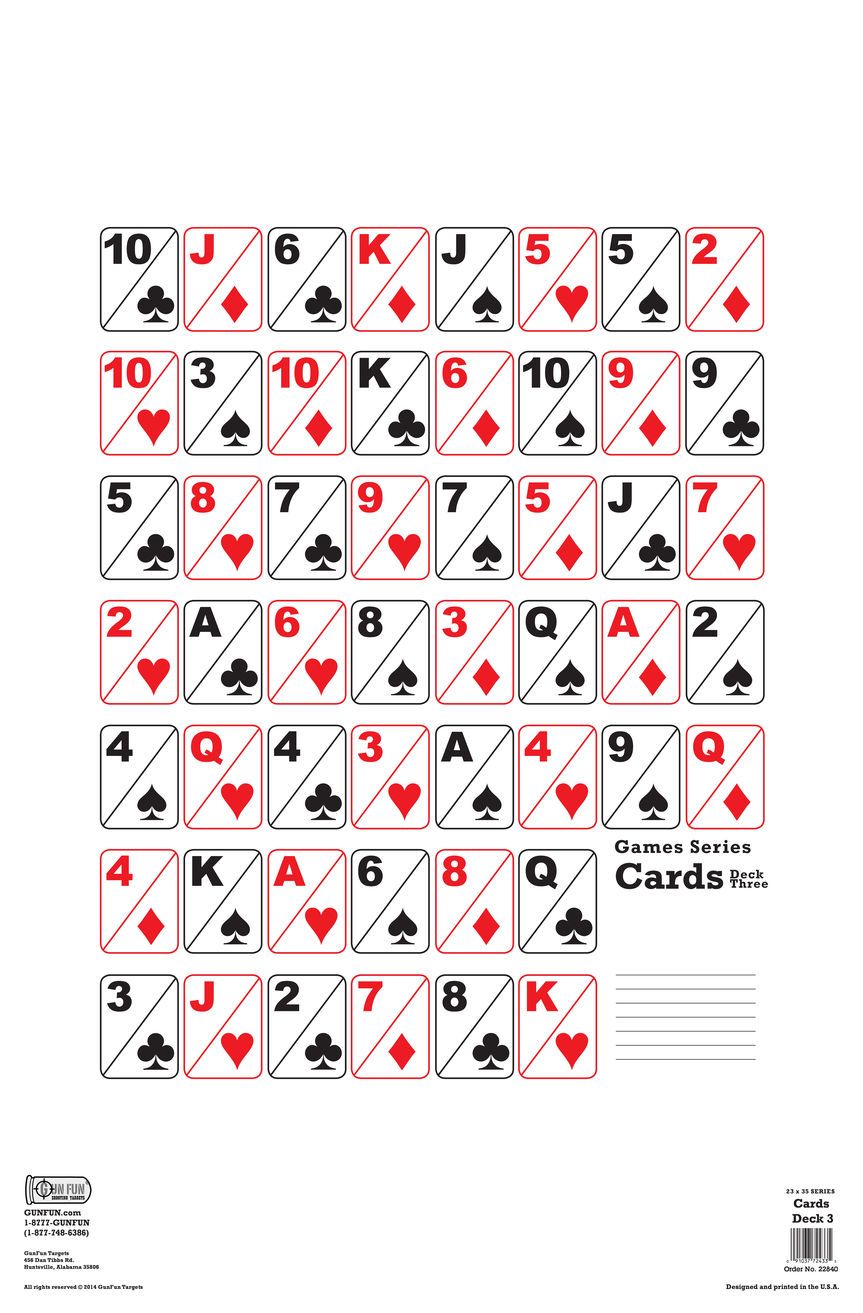 10 J 6 K J 5 5 2
10 3 10 K 6 10 9 9
5 8 7 9 7 5 J 7
2 A 6 8 3 Q A 2
4 Q 4 3 A 4 9 Q
Games Series
Cards Deck Three
4 K A 6 8 Q
3 J 2 7 8 K
GUN FUN
SHOOTING TARGETS
GUNFUN.com
1-8777-GUNFUN
(1-877-748-6386)
GunFun Targets
456 Dan Tibbs Rd.
Huntsville, Alabama 35806
All rights reserved © 2014 GunFun Targets
23 x 35 SERIES
Cards
Deck 3
Order No. 22840
Designed and printed in the U.S.A.